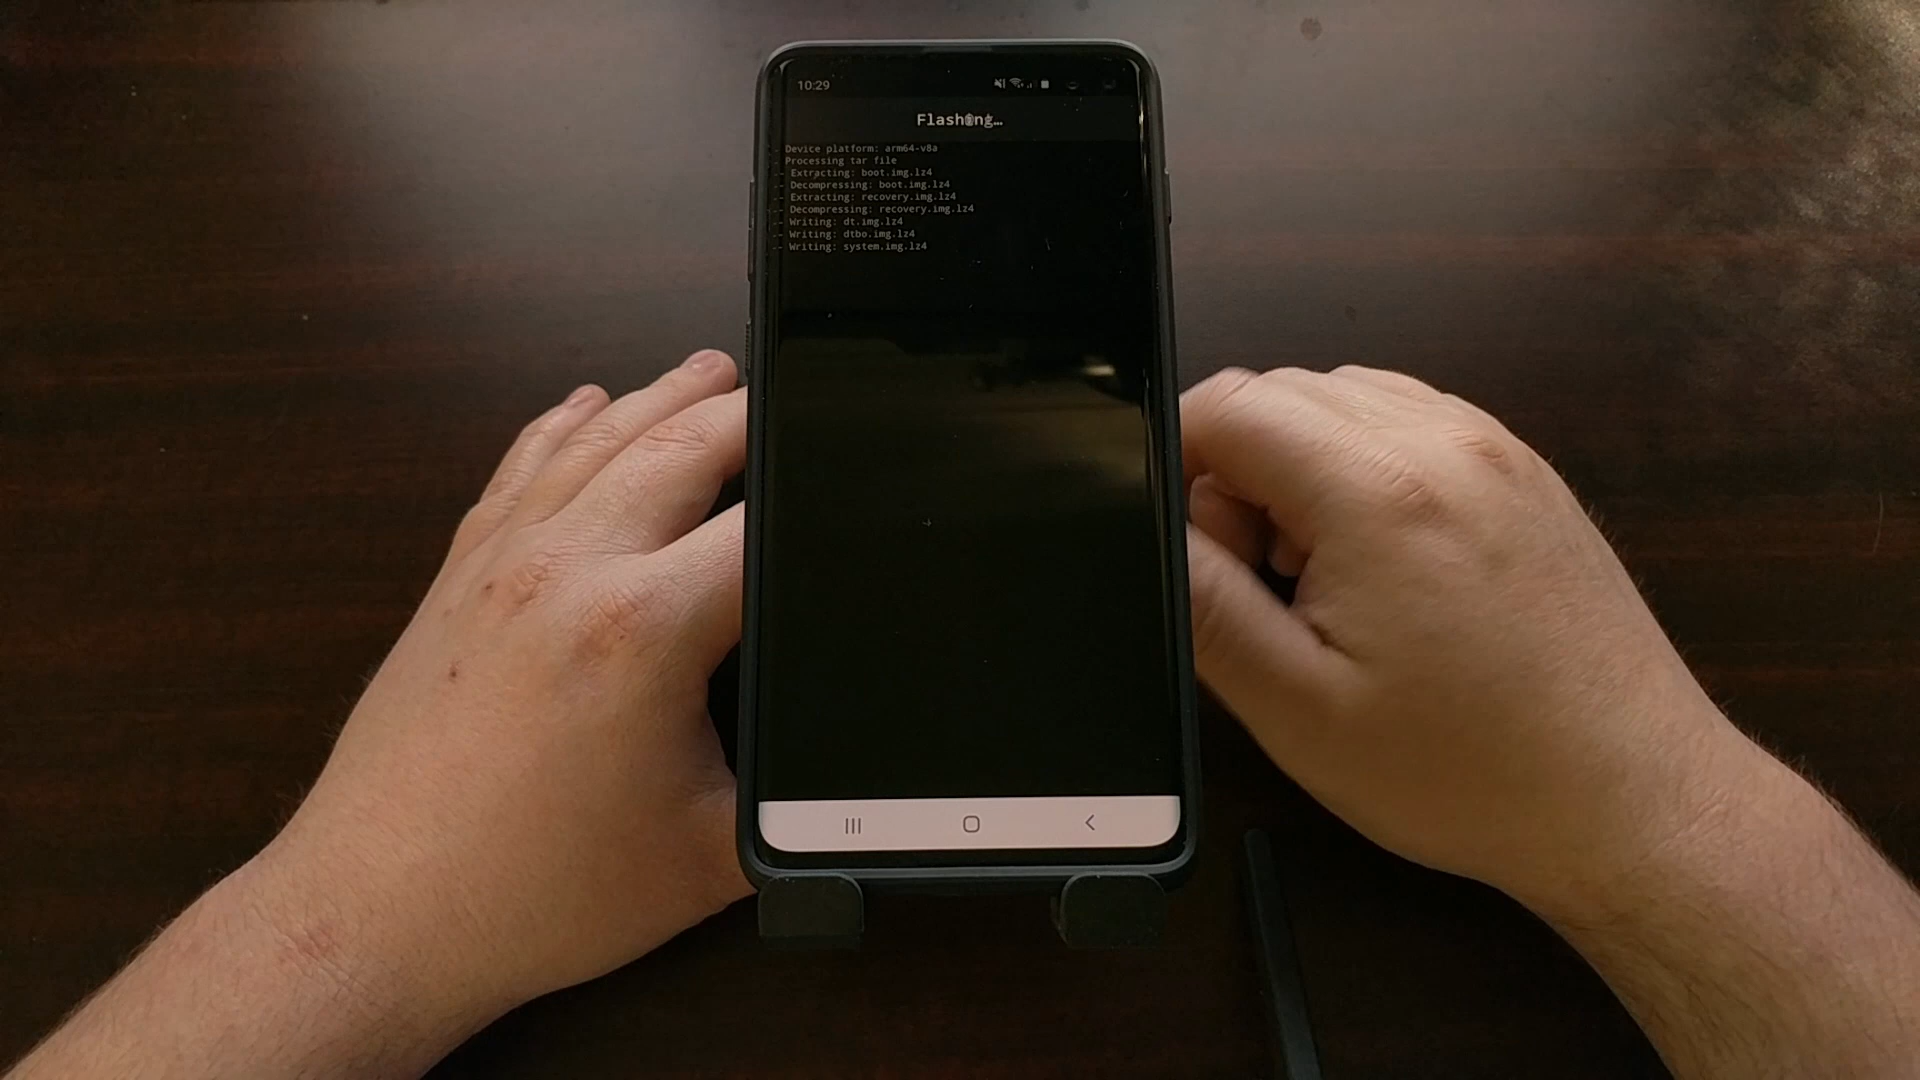 10:29
Flashing…
- Device platform: arm64-v8a
- Processing tar file
-- Extracting: boot.img.lz4
-- Decompressing: boot.img.lz4
-- Extracting: recovery.img.lz4
-- Decompressing: recovery.img.lz4
-- Writing: dt.img.lz4
-- Writing: dtbo.img.lz4
-- Writing: system.img.lz4